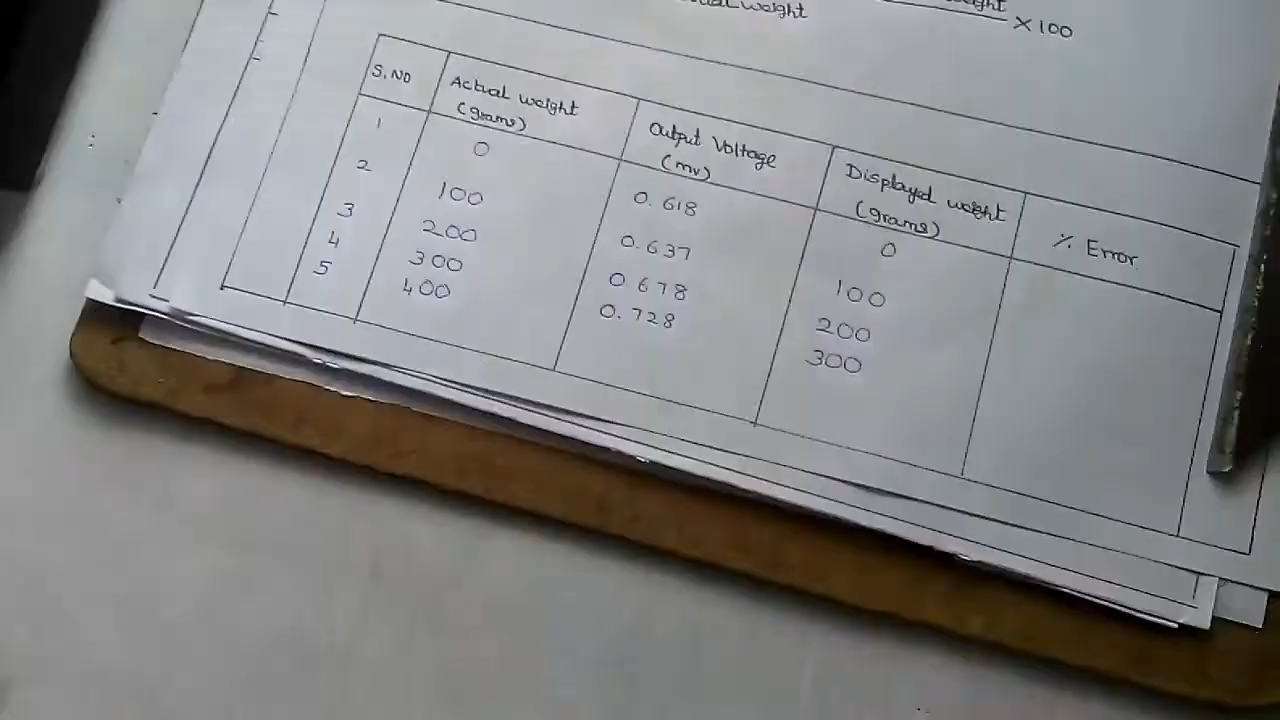 × 100
weight
S.No Actual weight (grams) Output Voltage (mv) Displayed weight (grams) % Error
1 0 0.618 0
2 100 0.637 100
3 200 0.678 200
4 300 0.728 300
5 400